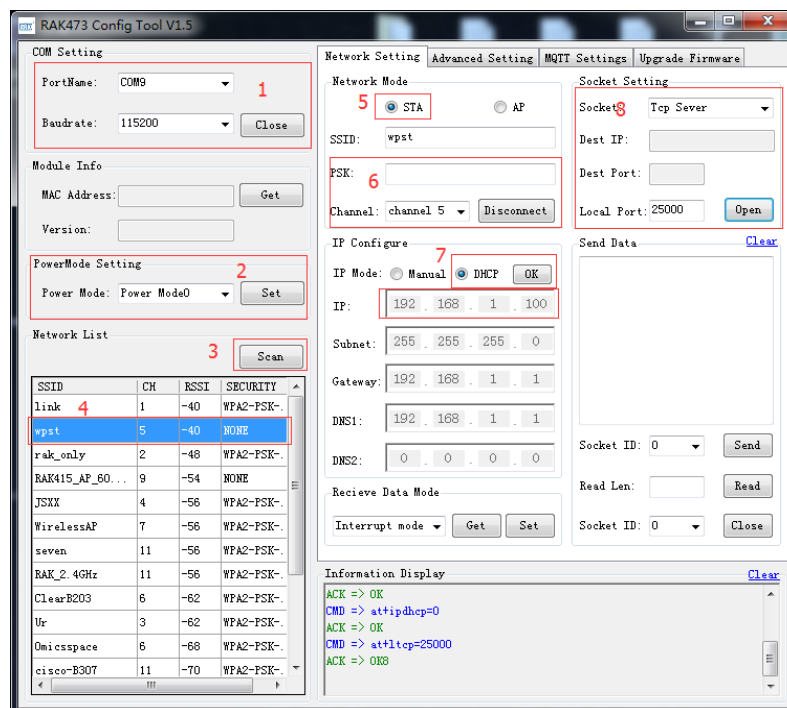 RAK473 Config Tool V1.5
COM Setting
PortName: COM9
1
Baudrate: 115200 Close
Module Info
MAC Address: Get
Version:
PowerMode Setting
2
Power Mode: Power Mode0 Set
Network List
3 Scan
SSID CH RSSI SECURITY
link 4 1 -40 WPA2-PSK-.
wpst 5 -40 NONE
rak_only 2 -48 WPA2-PSK-.
RAK415_AP_60... 9 -54 NONE
JSXX 4 -56 WPA2-PSK-.
WirelessAP 7 -56 WPA2-PSK-.
seven 11 -56 WPA2-PSK-.
RAK_2.4GHz 11 -56 WPA2-PSK-.
ClearB203 6 -62 WPA2-PSK-.
Ur 3 -62 WPA2-PSK-.
Omicsspace 6 -68 WPA2-PSK-.
cisco-B307 11 -70 WPA2-PSK-.
Network Setting Advanced Setting MQTT Settings Upgrade Firmware
Network Mode
5 STA AP
SSID: wpst
PSK:
6
Channel: channel 5 Disconnect
IP Configure
7
IP Mode: Manual DHCP OK
IP: 192 . 168 . 1 . 100
Subnet: 255 . 255 . 255 . 0
Gateway: 192 . 168 . 1 . 1
DNS1: 192 . 168 . 1 . 1
DNS2: 0 . 0 . 0 . 0
Recieve Data Mode
Interrupt mode Get Set
Socket Setting
Socket: 8 Tcp Sever
Dest IP:
Dest Port:
Local Port: 25000 Open
Send Data Clear
Socket ID: 0 Send
Read Len: Read
Socket ID: 0 Close
Information Display Clear
ACK => OK
CMD => at+ipdhcp=0
ACK => OK
CMD => at+ltcp=25000
ACK => OK8